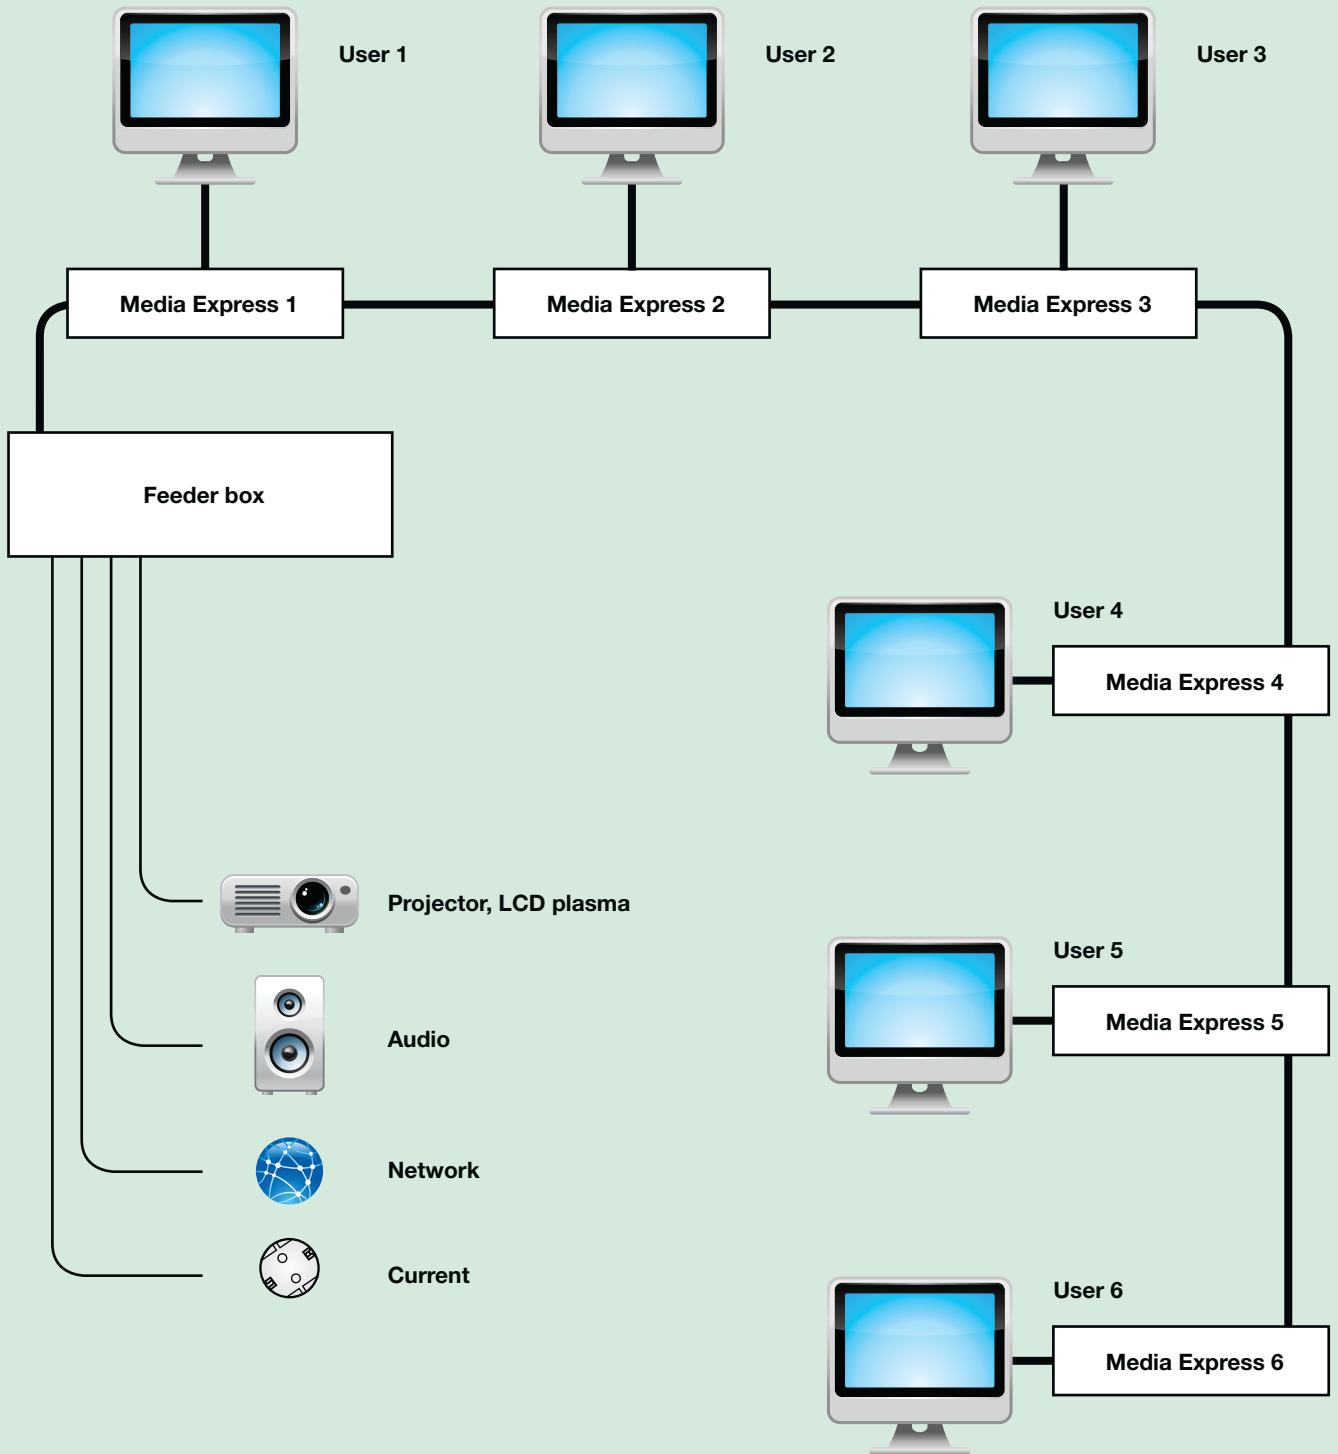 User 1
User 2
User 3
Media Express 1
Media Express 2
Media Express 3
Feeder box
User 4
Media Express 4
Projector, LCD plasma
User 5
Media Express 5
Audio
Network
Current
User 6
Media Express 6